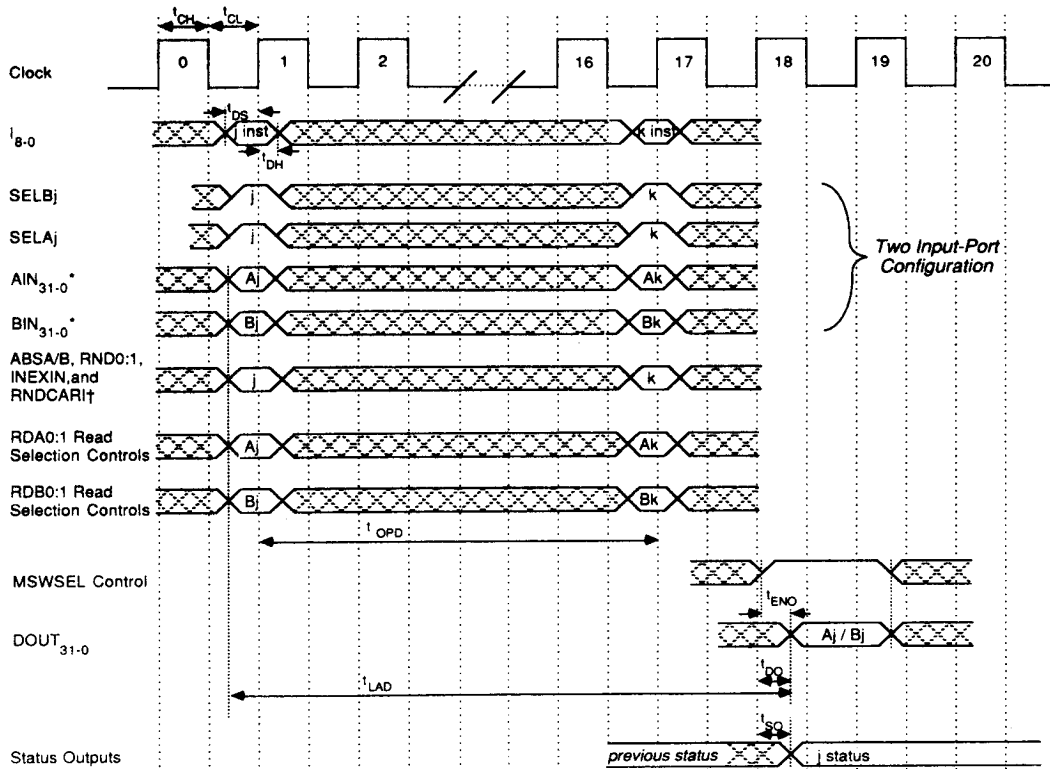 tCH tCL
Clock 0 1 2 16 17 18 19 20
tDS
I8-0 j inst k inst
tDH
SELBj j k
SELAj j k
Two Input-Port
Configuration
AIN31-0* Aj Ak
BIN31-0* Bj Bk
ABSA/B, RND0:1,
INEXIN,and
RNDCARI† j k
RDA0:1 Read
Selection Controls Aj Ak
RDB0:1 Read
Selection Controls Bj Bk
tOPD
MSWSEL Control
tENO
DOUT31-0 Aj / Bj
tDO
tLAD
tSO
Status Outputs previous status j status